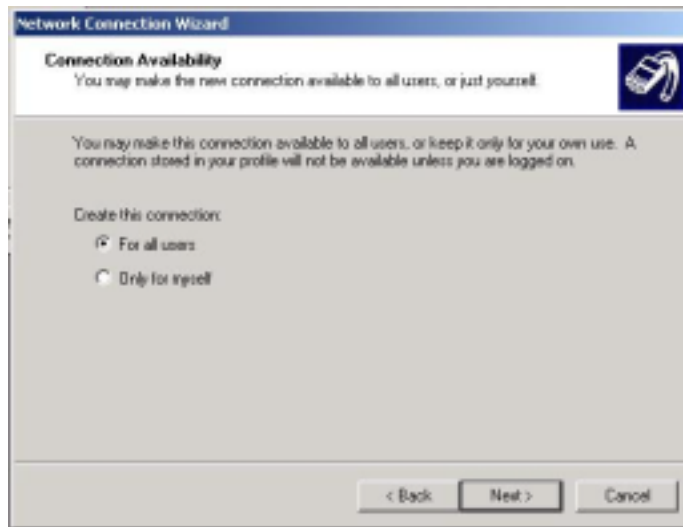 Network Connection Wizard
Connection Availability
You may make the new connection available to all users, or just yourself.
You may make this connection available to all users, or keep it only for your own use. A
connection stored in your profile will not be available unless you are logged on.
Create this connection:
For all users
Only for myself
< Back
Next >
Cancel